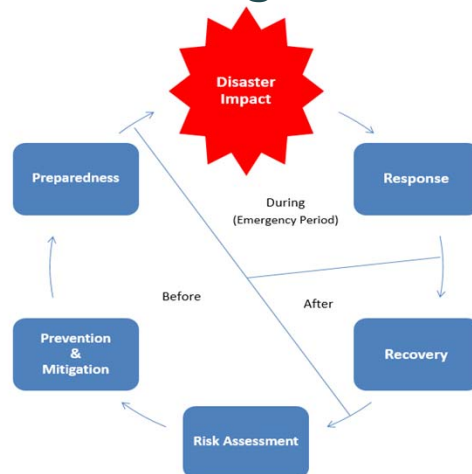 Disaster
Impact
Preparedness
Response
During
(Emergency Period)
Before
After
Prevention
&
Mitigation
Recovery
Risk Assessment